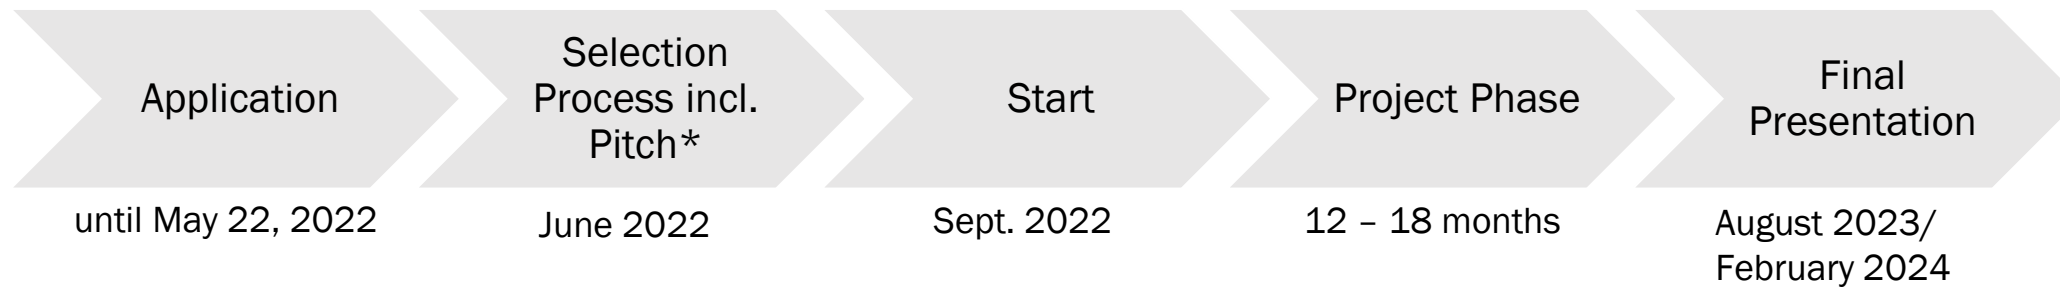 Application
Selection
Process incl.
Pitch*
Start
Project Phase
Final
Presentation
until May 22, 2022
June 2022
Sept. 2022
12 – 18 months
August 2023/
February 2024